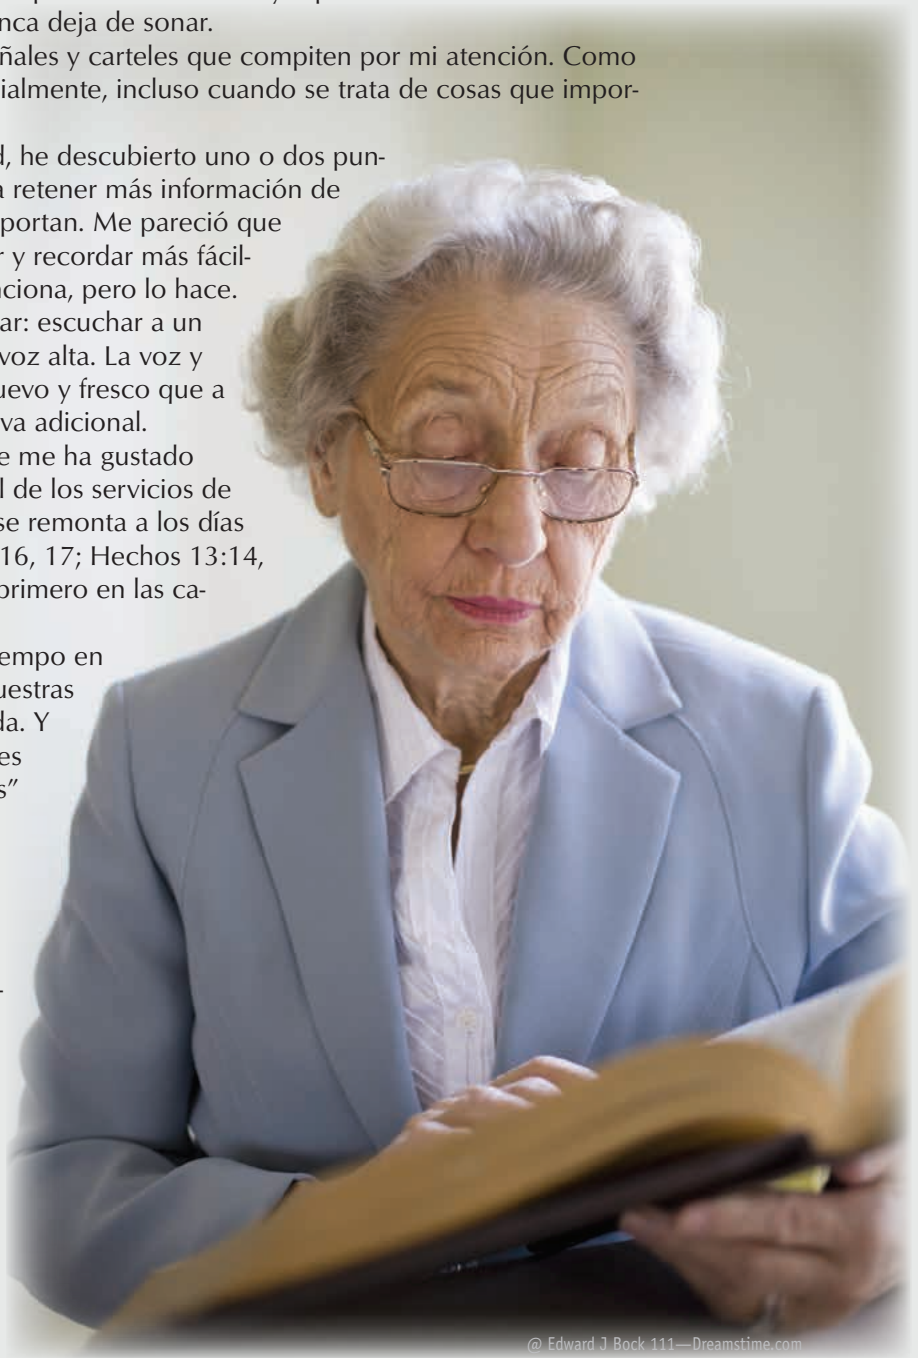 nca deja de sonar.
ñales y carteles que compiten por mi atención. Como
ialmente, incluso cuando se trata de cosas que impor-
d, he descubierto uno o dos pun-
a retener más información de
portan. Me pareció que
r y recordar más fácil-
nciona, pero lo hace.
ar: escuchar a un
voz alta. La voz y
uevo y fresco que a
va adicional.
e me ha gustado
l de los servicios de
se remonta a los días
16, 17; Hechos 13:14,
primero en las ca-
empo en
uestras
da. Y
es
s”
-
@ Edward J Bock 111—Dreamstime.com